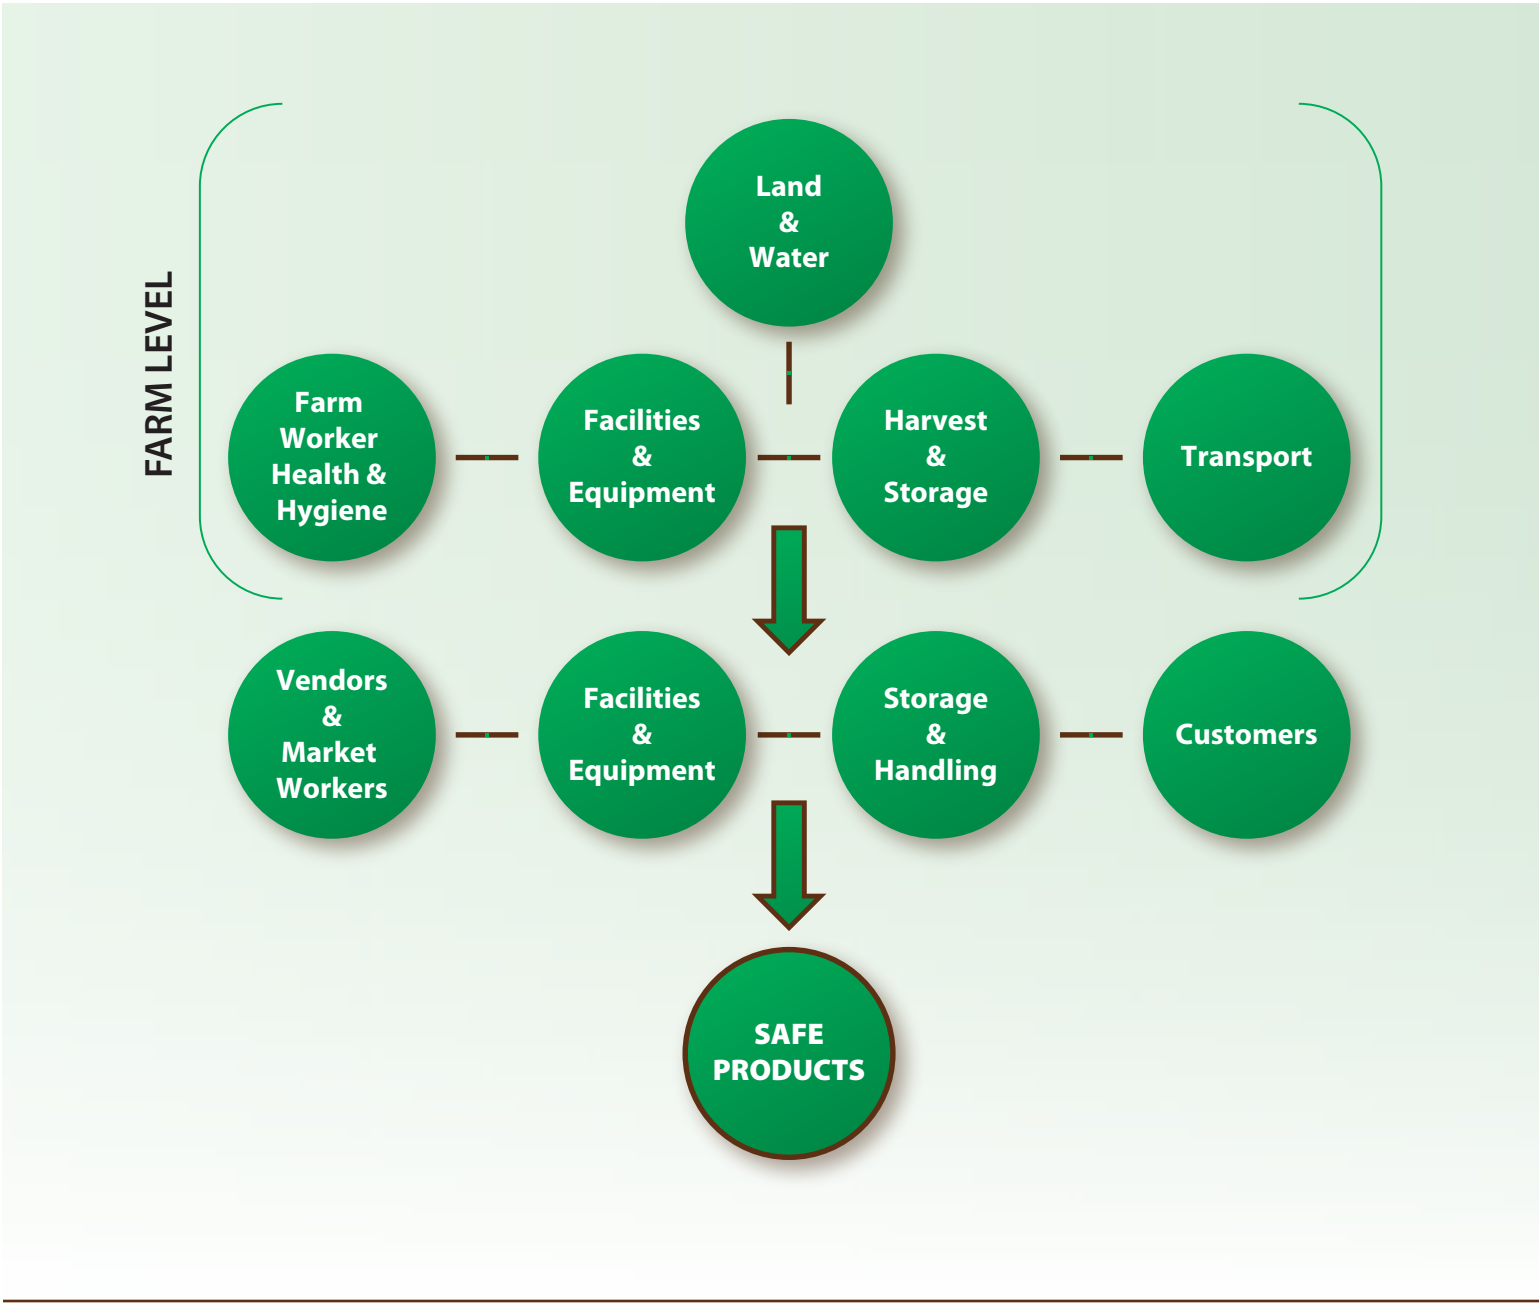 FARM LEVEL
Land
&
Water
Farm
Worker
Health &
Hygiene
Facilities
&
Equipment
Harvest
&
Storage
Transport
Vendors
&
Market
Workers
Facilities
&
Equipment
Storage
&
Handling
Customers
SAFE
PRODUCTS